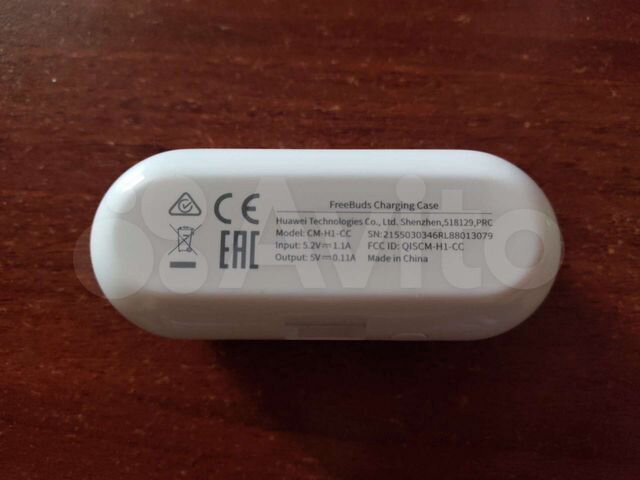 FreeBuds Charging Case
Huawei Technologies Co., Ltd. Shenzhen,518129,PRC
Model: CM-H1-CC SN:2155030346RL88013079
Input: 5.2V⎓1.1A FCC ID: QISCM-H1-CC
Output: 5V⎓0.11A Made in China
CE
EAC
Avito